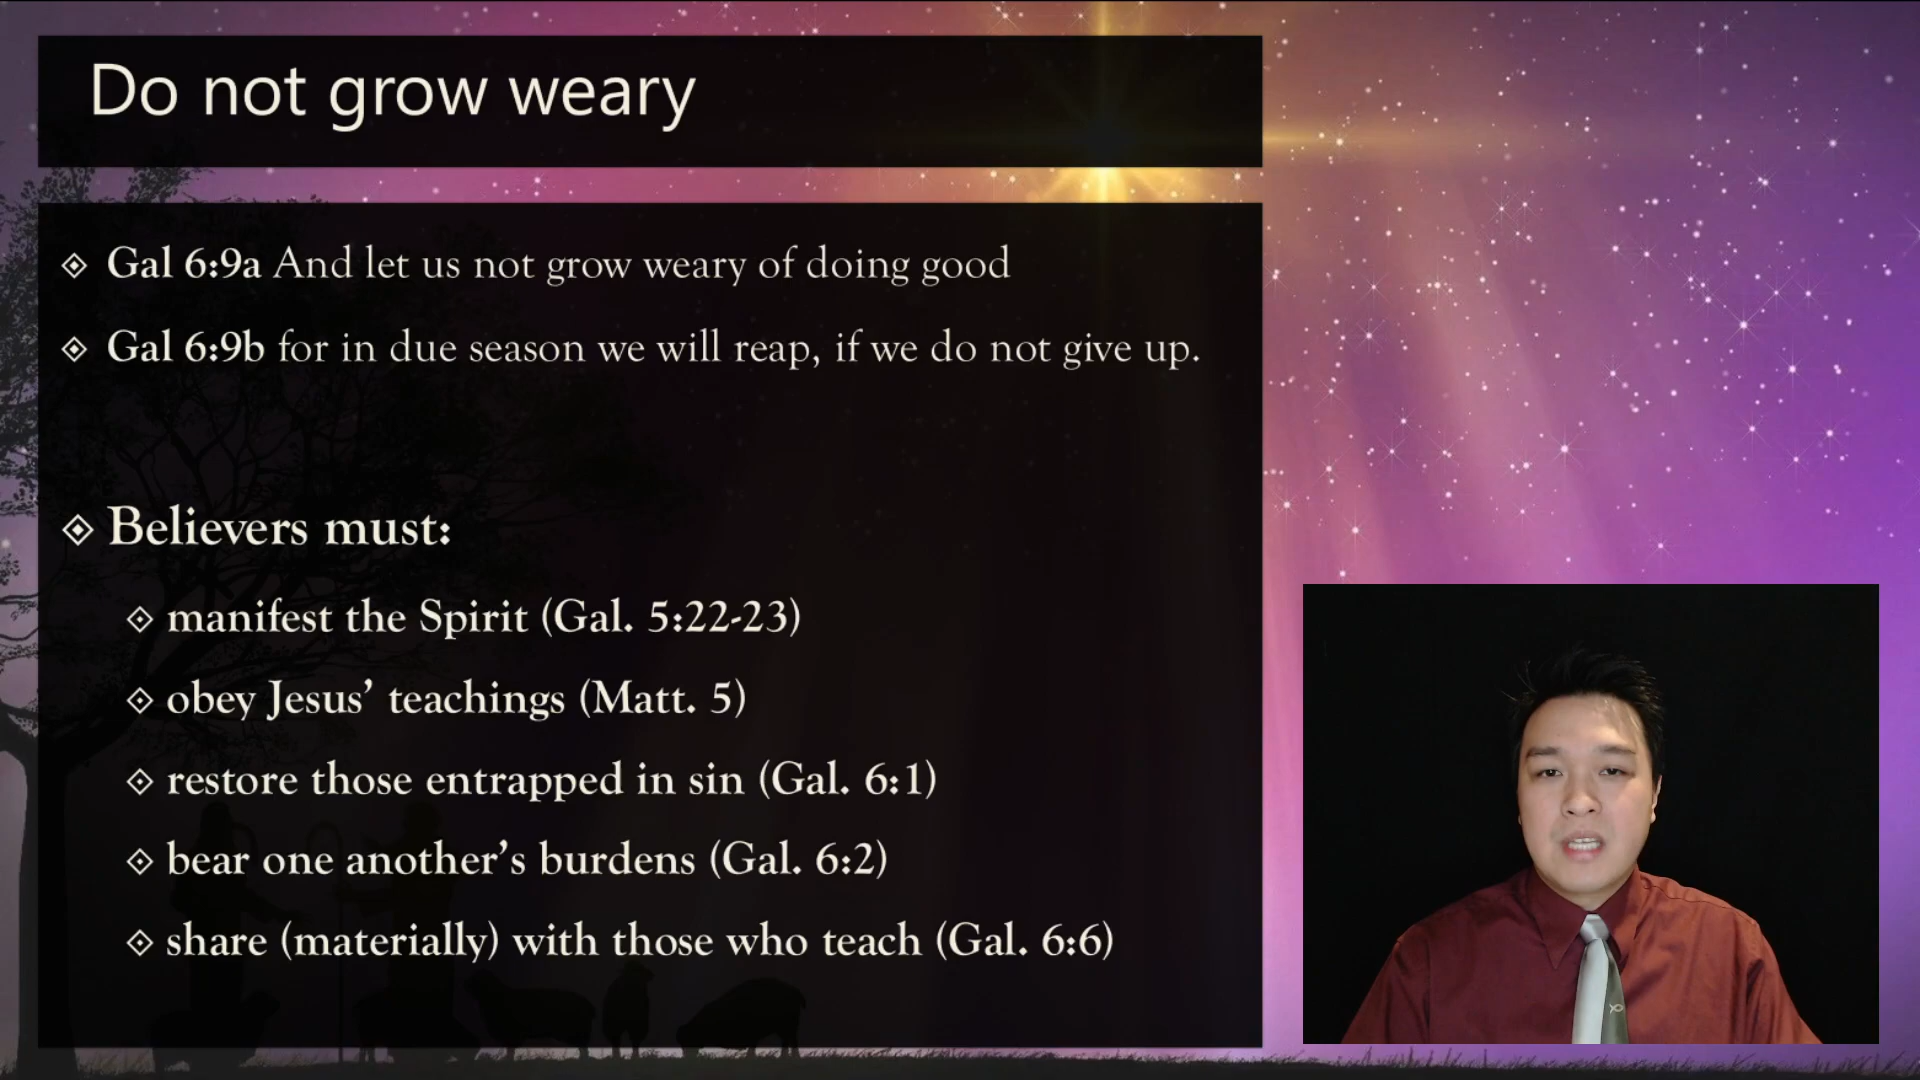 Do not grow weary
Gal 6:9a And let us not grow weary of doing good
Gal 6:9b for in due season we will reap, if we do not give up.
Believers must:
manifest the Spirit (Gal. 5:22-23)
obey Jesus’ teachings (Matt. 5)
restore those entrapped in sin (Gal. 6:1)
bear one another’s burdens (Gal. 6:2)
share (materially) with those who teach (Gal. 6:6)